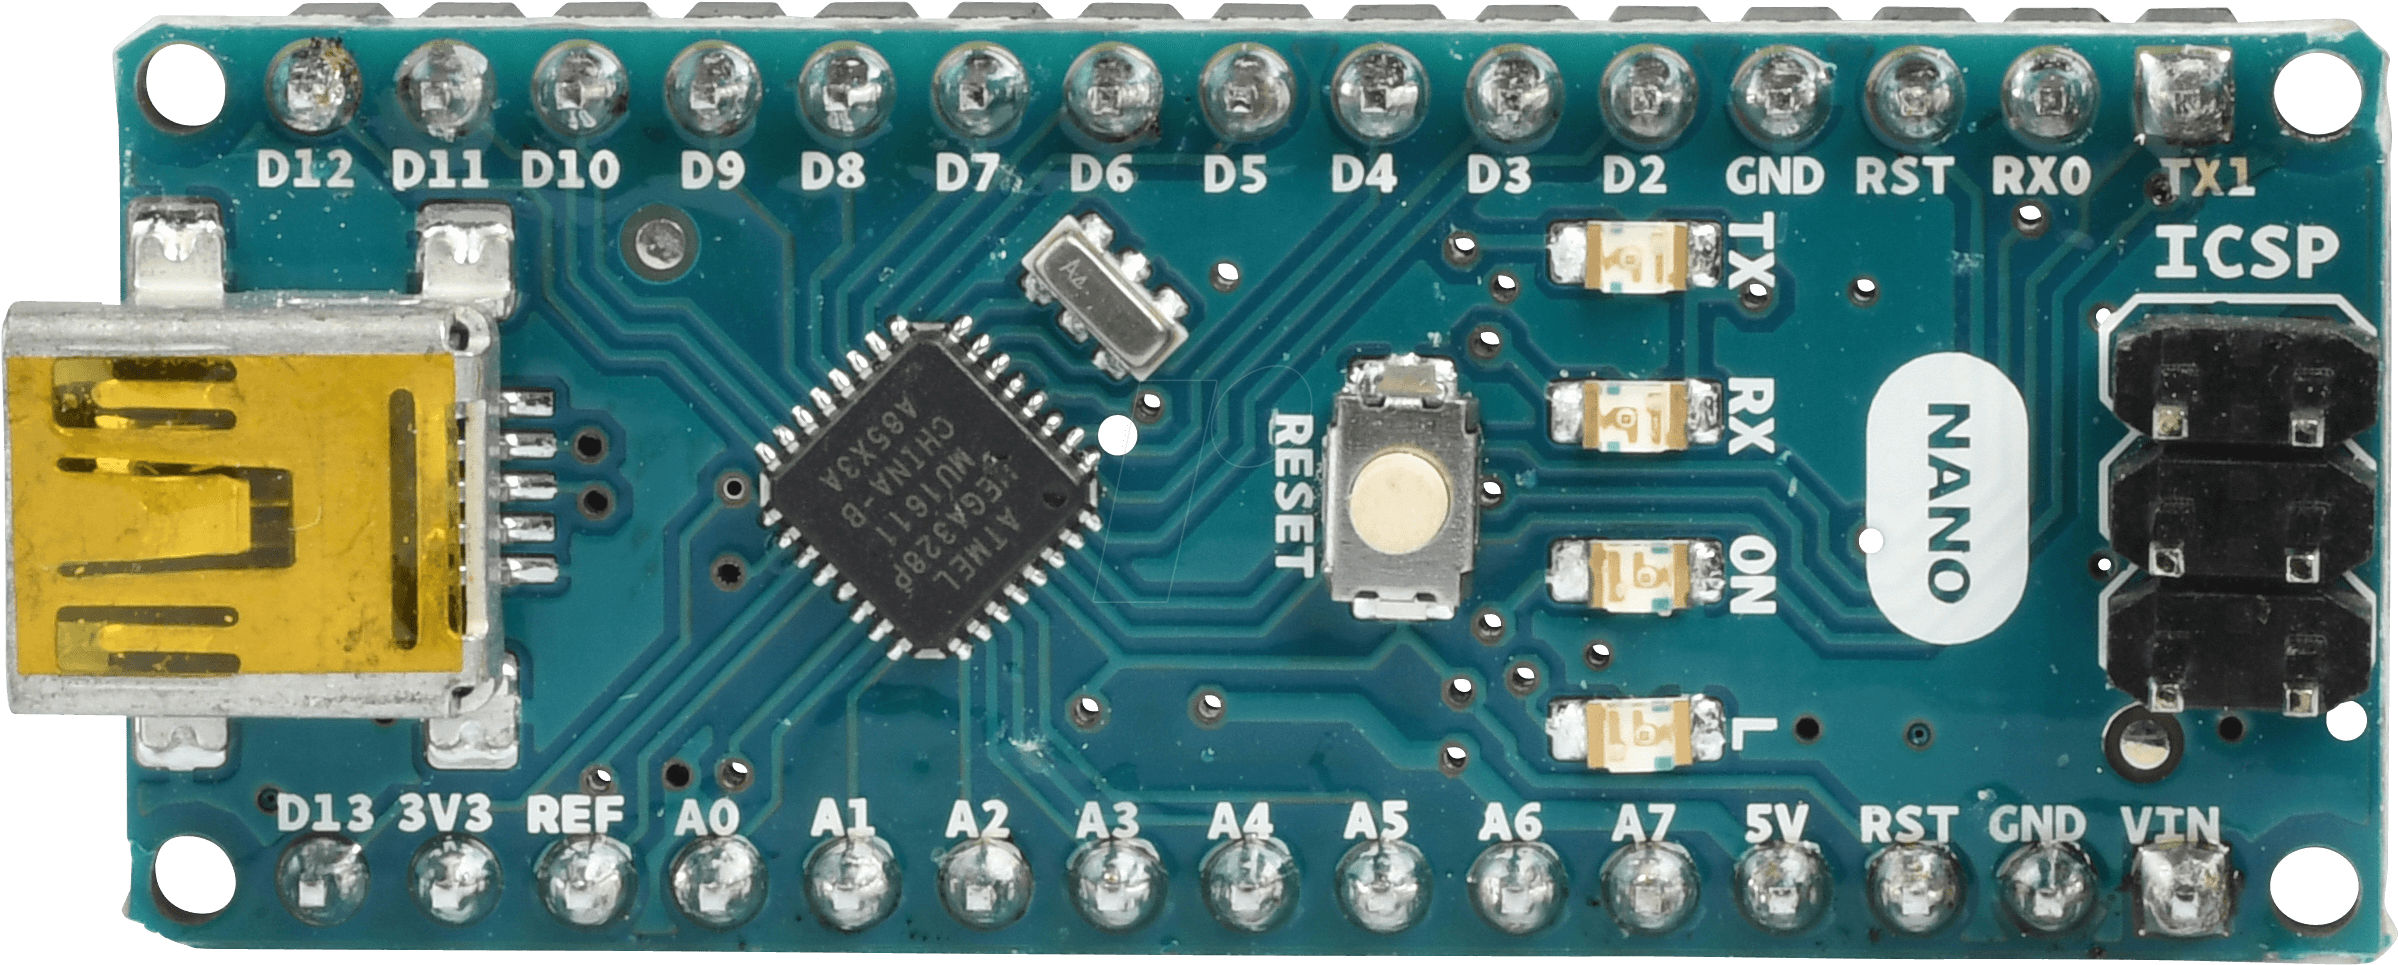 D12 D11 D10 D9 D8 D7 D6 D5 D4 D3 D2 GND RST RX0 TX1
ICSP
TX
RX
ON
L
RESET
NANO
ATMEL
MEGA328P
MU1611
CHINA-B
A85X3A
D13 3V3 REF A0 A1 A2 A3 A4 A5 A6 A7 5V RST GND VIN